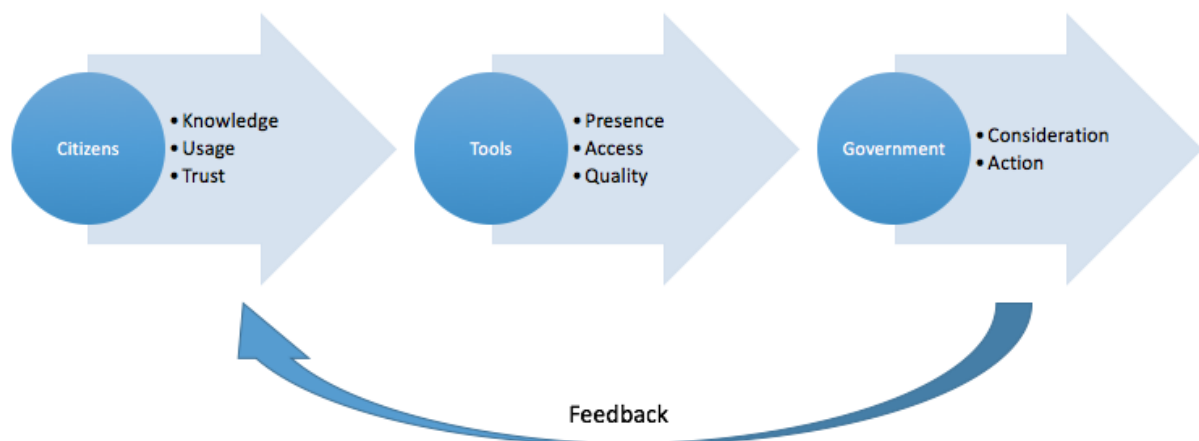 Citizens
• Knowledge
• Usage
• Trust
Tools
• Presence
• Access
• Quality
Government
• Consideration
• Action
Feedback